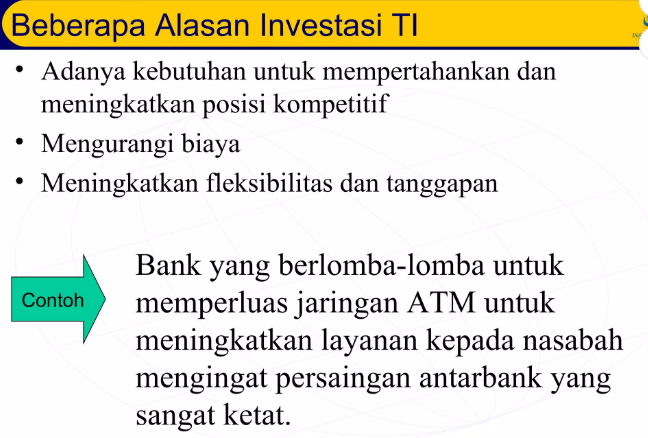 Beberapa Alasan Investasi TI
• Adanya kebutuhan untuk mempertahankan dan
meningkatkan posisi kompetitif
• Mengurangi biaya
• Meningkatkan fleksibilitas dan tanggapan
Contoh
Bank yang berlomba-lomba untuk
memperluas jaringan ATM untuk
meningkatkan layanan kepada nasabah
mengingat persaingan antarbank yang
sangat ketat.